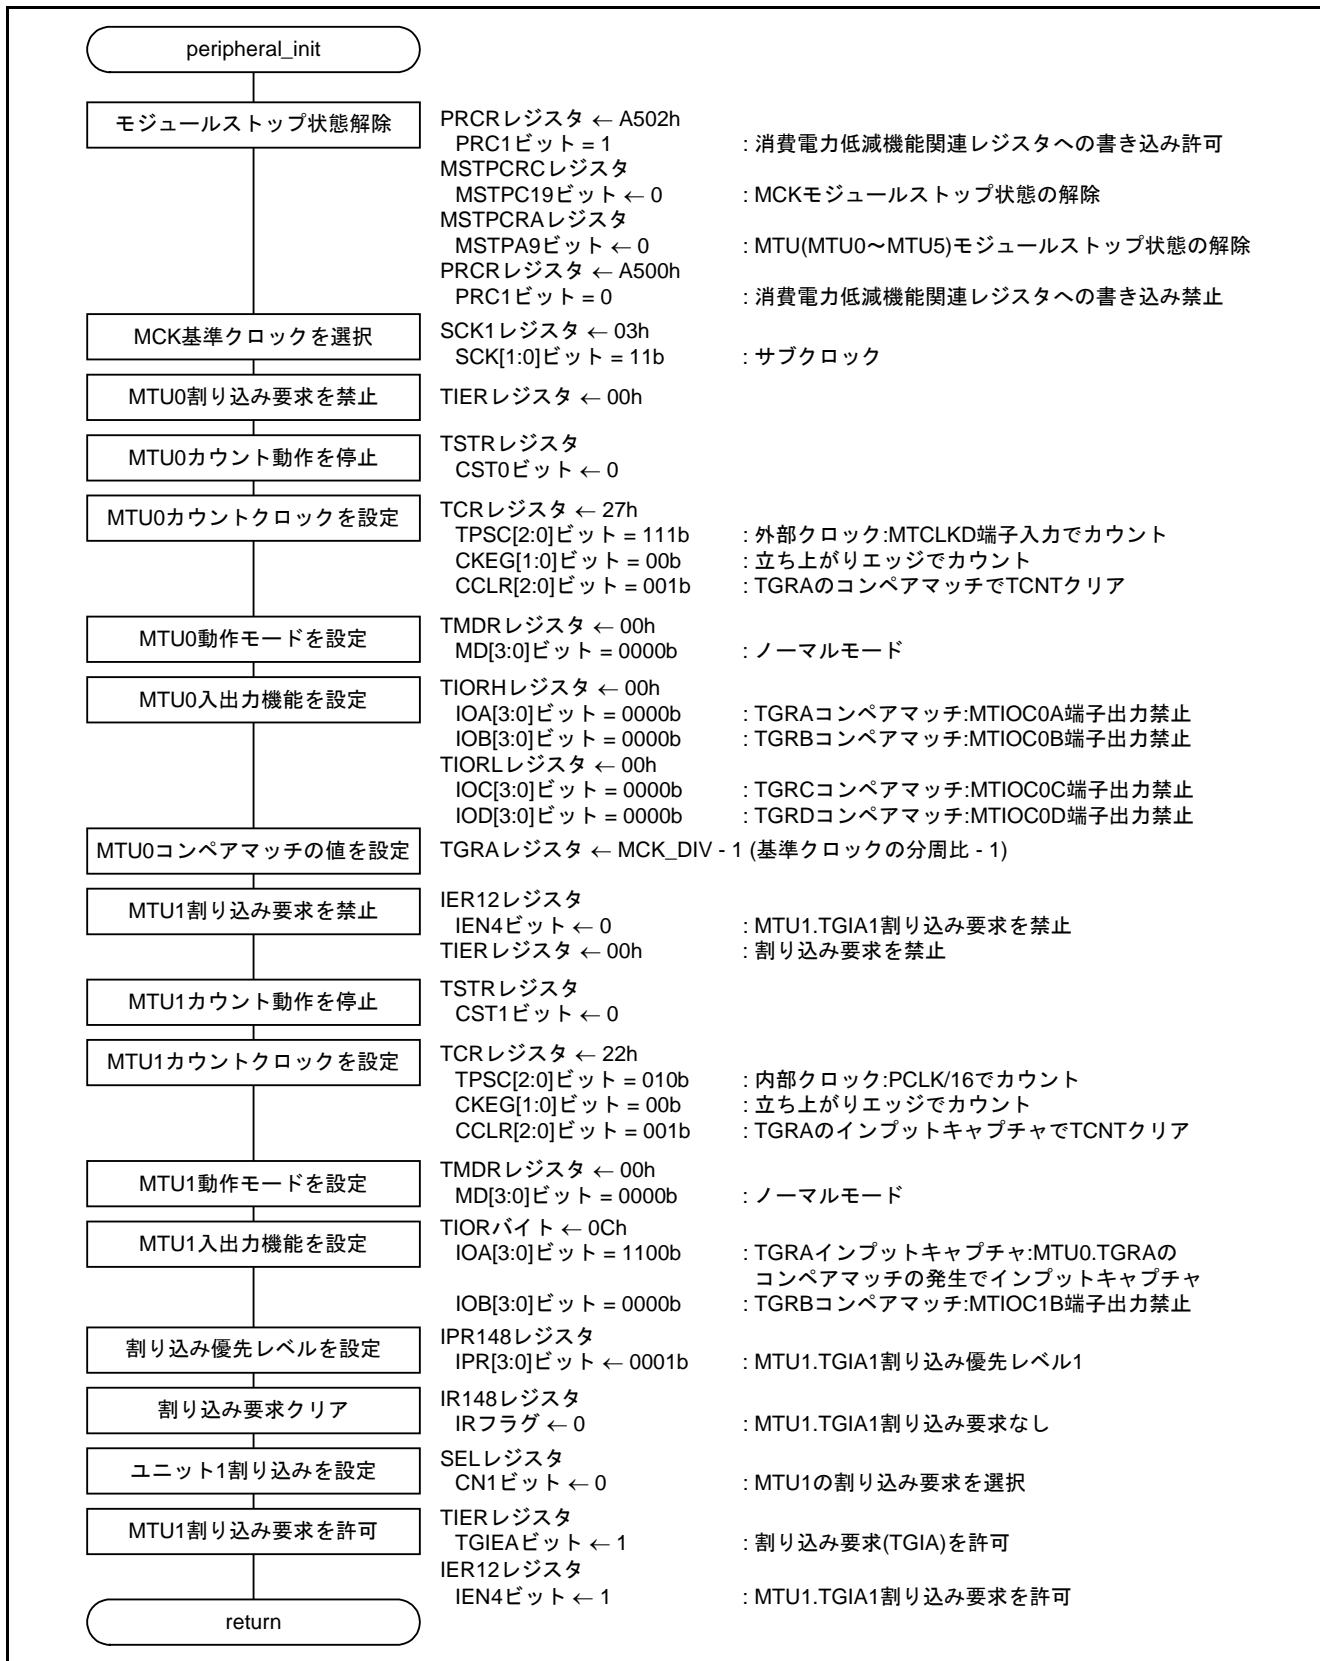 peripheral_init
モジュールストップ状態解除
PRCRレジスタ ← A502h
PRC1ビット = 1 : 消費電力低減機能関連レジスタへの書き込み許可
MSTPCRCレジスタ
MSTPC19ビット ← 0 : MCKモジュールストップ状態の解除
MSTPCRAレジスタ
MSTPA9ビット ← 0 : MTU(MTU0～MTU5)モジュールストップ状態の解除
PRCRレジスタ ← A500h
PRC1ビット = 0 : 消費電力低減機能関連レジスタへの書き込み禁止
MCK基準クロックを選択
SCK1レジスタ ← 03h
SCK[1:0]ビット = 11b : サブクロック
MTU0割り込み要求を禁止
TIERレジスタ ← 00h
MTU0カウント動作を停止
TSTRレジスタ
CST0ビット ← 0
MTU0カウントクロックを設定
TCRレジスタ ← 27h
TPSC[2:0]ビット = 111b : 外部クロック:MTCLKD端子入力でカウント
CKEG[1:0]ビット = 00b : 立ち上がりエッジでカウント
CCLR[2:0]ビット = 001b : TGRAのコンペアマッチでTCNTクリア
MTU0動作モードを設定
TMDRレジスタ ← 00h
MD[3:0]ビット = 0000b : ノーマルモード
MTU0入出力機能を設定
TIORHレジスタ ← 00h
IOA[3:0]ビット = 0000b : TGRAコンペアマッチ:MTIOC0A端子出力禁止
IOB[3:0]ビット = 0000b : TGRBコンペアマッチ:MTIOC0B端子出力禁止
TIORLレジスタ ← 00h
IOC[3:0]ビット = 0000b : TGRCコンペアマッチ:MTIOC0C端子出力禁止
IOD[3:0]ビット = 0000b : TGRDコンペアマッチ:MTIOC0D端子出力禁止
MTU0コンペアマッチの値を設定
TGRAレジスタ ← MCK_DIV - 1 (基準クロックの分周比 - 1)
MTU1割り込み要求を禁止
IER12レジスタ
IEN4ビット ← 0 : MTU1.TGIA1割り込み要求を禁止
TIERレジスタ ← 00h : 割り込み要求を禁止
MTU1カウント動作を停止
TSTRレジスタ
CST1ビット ← 0
MTU1カウントクロックを設定
TCRレジスタ ← 22h
TPSC[2:0]ビット = 010b : 内部クロック:PCLK/16でカウント
CKEG[1:0]ビット = 00b : 立ち上がりエッジでカウント
CCLR[2:0]ビット = 001b : TGRAのインプットキャプチャでTCNTクリア
MTU1動作モードを設定
TMDRレジスタ ← 00h
MD[3:0]ビット = 0000b : ノーマルモード
MTU1入出力機能を設定
TIORバイト ← 0Ch
IOA[3:0]ビット = 1100b : TGRAインプットキャプチャ:MTU0.TGRAの
コンペアマッチの発生でインプットキャプチャ
IOB[3:0]ビット = 0000b : TGRBコンペアマッチ:MTIOC1B端子出力禁止
割り込み優先レベルを設定
IPR148レジスタ
IPR[3:0]ビット ← 0001b : MTU1.TGIA1割り込み優先レベル1
割り込み要求クリア
IR148レジスタ
IRフラグ ← 0 : MTU1.TGIA1割り込み要求なし
ユニット1割り込みを設定
SELレジスタ
CN1ビット ← 0 : MTU1の割り込み要求を選択
MTU1割り込み要求を許可
TIERレジスタ
TGIEAビット ← 1 : 割り込み要求(TGIA)を許可
IER12レジスタ
IEN4ビット ← 1 : MTU1.TGIA1割り込み要求を許可
return